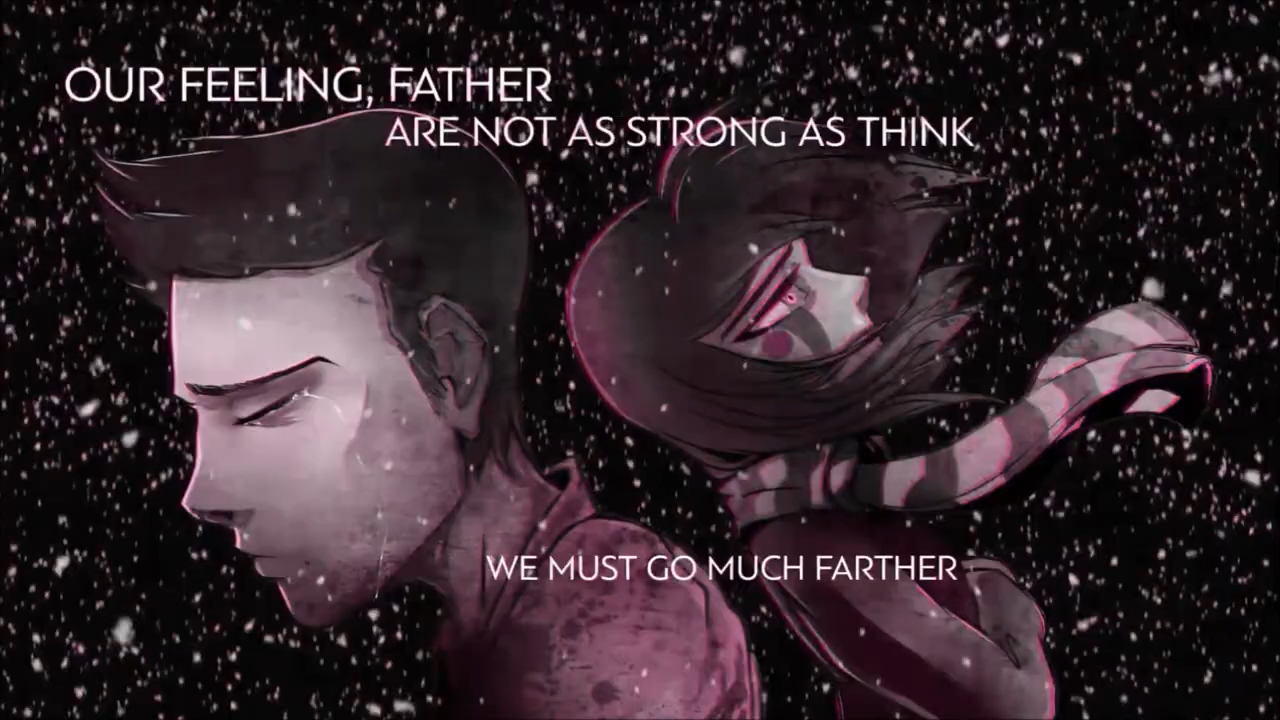 OUR FEELING, FATHER
ARE NOT AS STRONG AS THINK
WE MUST GO MUCH FARTHER